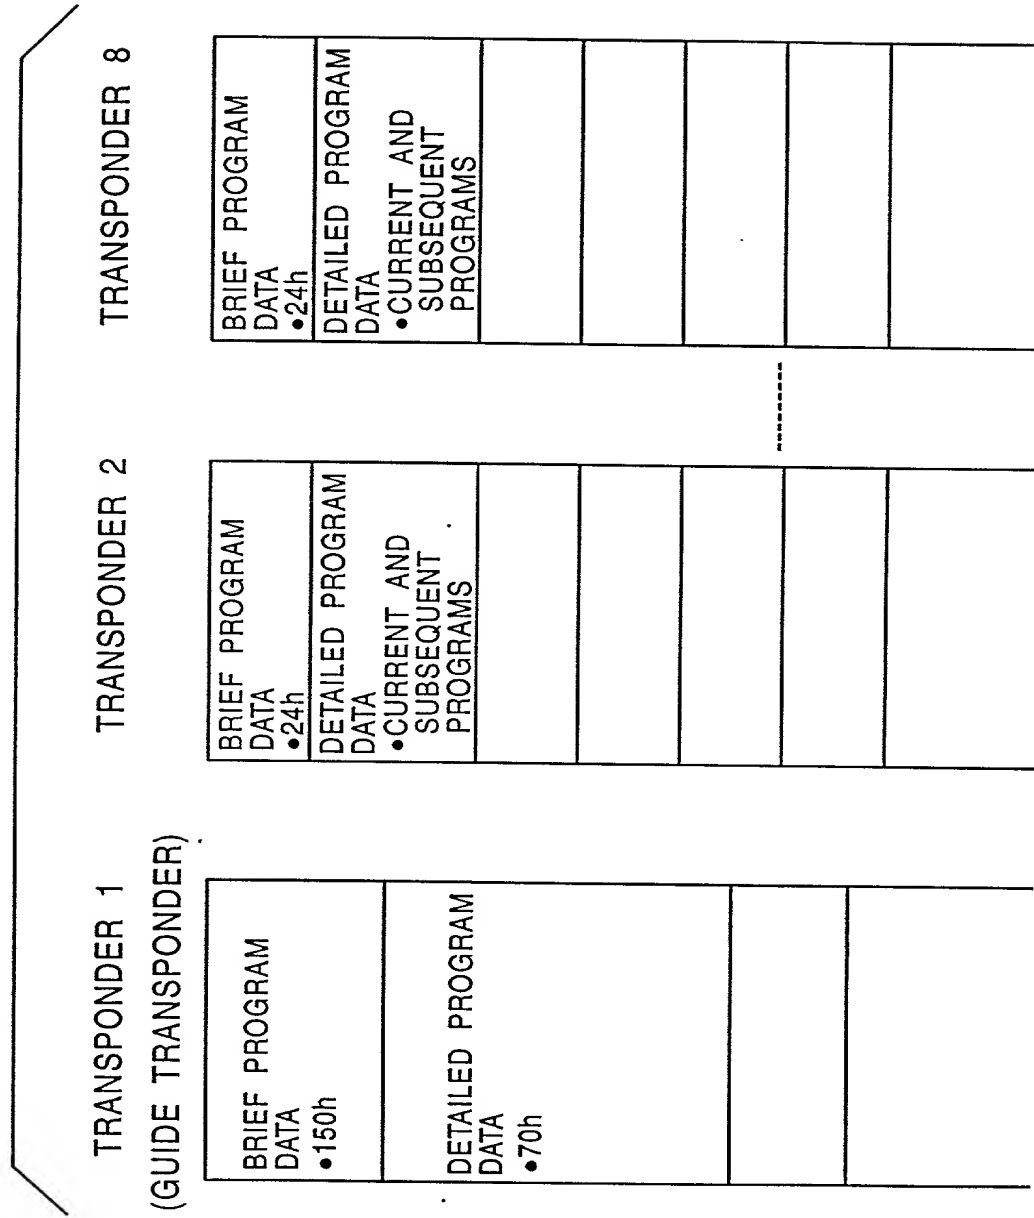 TRANSPONDER 1
(GUIDE TRANSPONDER)
BRIEF PROGRAM
DATA
•150h
DETAILED PROGRAM
DATA
•70h
TRANSPONDER 2
BRIEF PROGRAM
DATA
•24h
DETAILED PROGRAM
DATA
•CURRENT AND
SUBSEQUENT
PROGRAMS
TRANSPONDER 8
BRIEF PROGRAM
DATA
•24h
DETAILED PROGRAM
DATA
•CURRENT AND
SUBSEQUENT
PROGRAMS